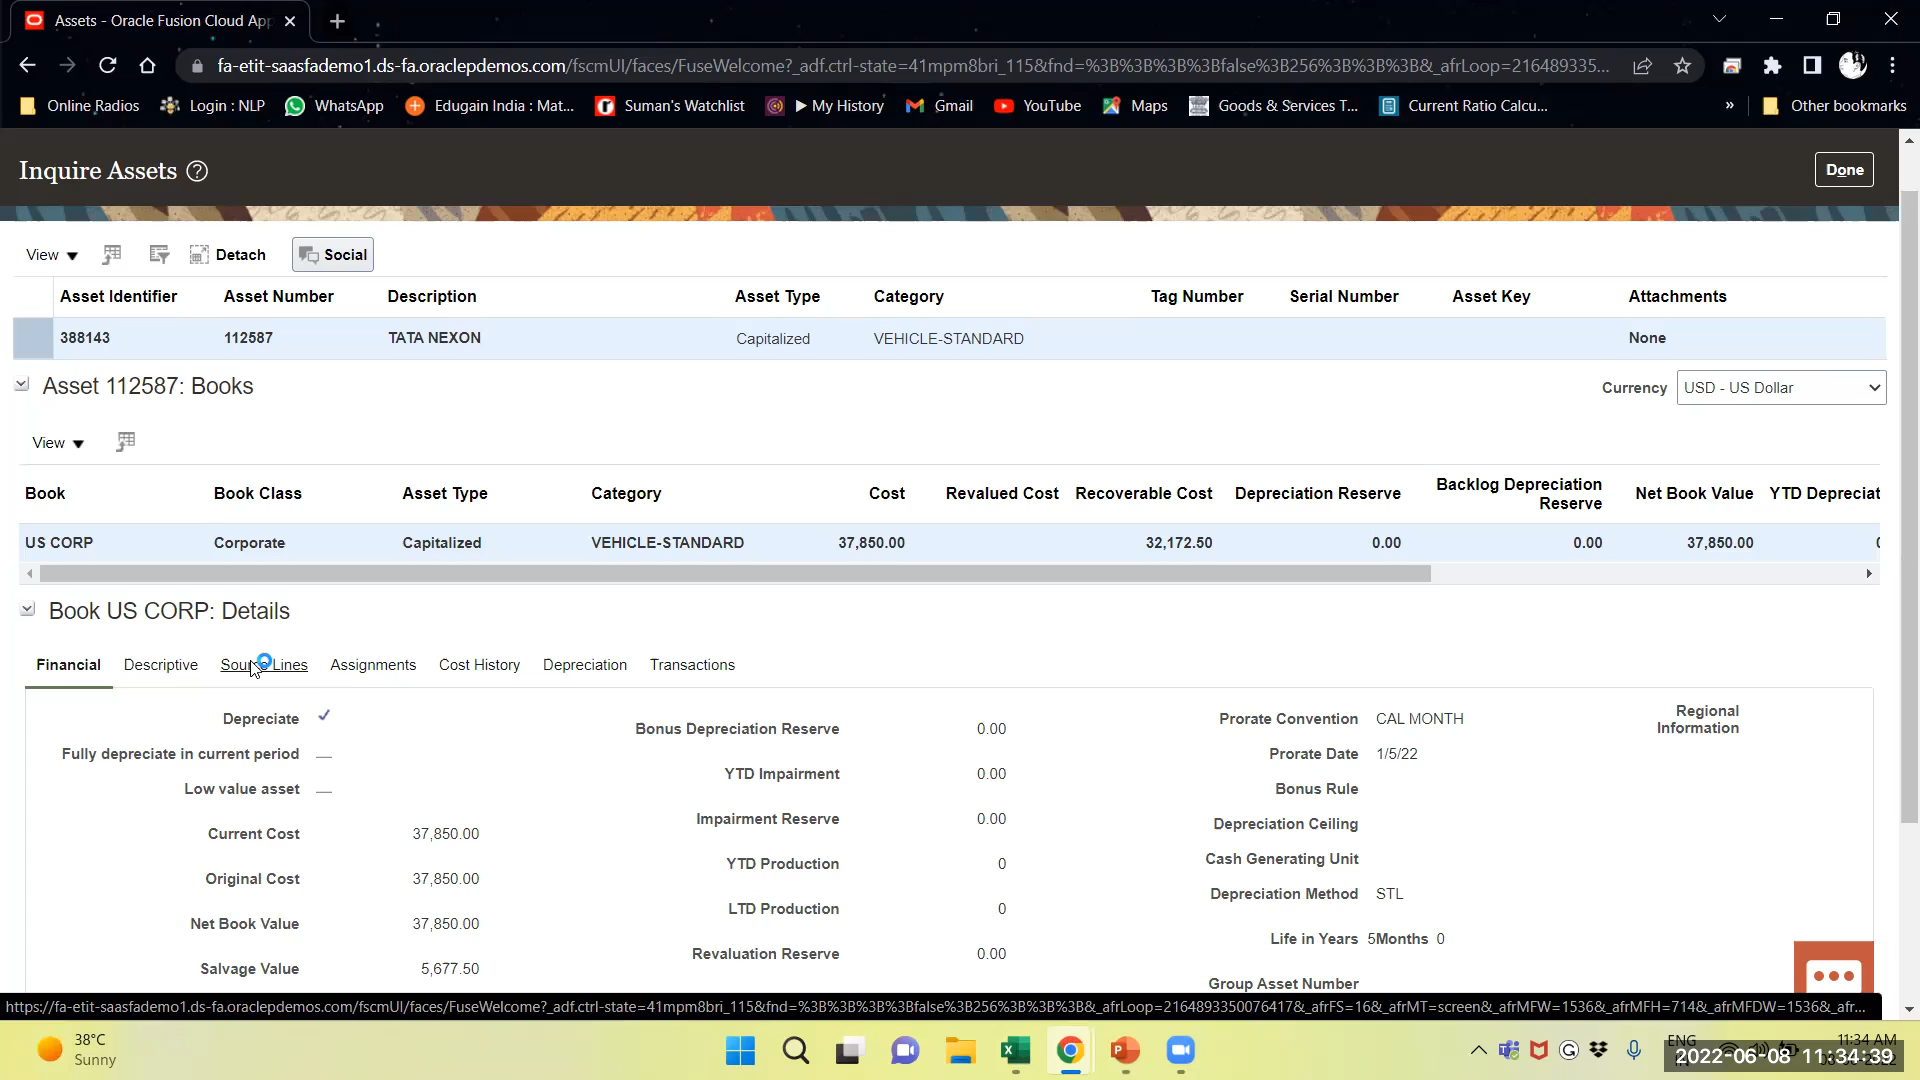 Assets - Oracle Fusion Cloud App
fa-etit-saasfademo1.ds-fa.oraclepdemos.com/fscmUI/faces/FuseWelcome?_adf.ctrl-state=41mpm8bri_115&fnd=%3B%3B%3B%3Bfalse%3B256%3B%3B%3B&_afrLoop=216489335...
Online Radios Login : NLP WhatsApp Edugain India : Mat... Suman's Watchlist ▶ My History Gmail YouTube Maps Goods & Services T... Current Ratio Calcu... » Other bookmarks
Inquire Assets ? Done
View ▼ Detach Social
Asset Identifier Asset Number Description Asset Type Category Tag Number Serial Number Asset Key Attachments
388143 112587 TATA NEXON Capitalized VEHICLE-STANDARD None
Asset 112587: Books Currency USD - US Dollar
View ▼
Book Book Class Asset Type Category Cost Revalued Cost Recoverable Cost Depreciation Reserve Backlog Depreciation Reserve Net Book Value YTD Depreciat
US CORP Corporate Capitalized VEHICLE-STANDARD 37,850.00 32,172.50 0.00 0.00 37,850.00
Book US CORP: Details
Financial Descriptive Source Lines Assignments Cost History Depreciation Transactions
Depreciate ✓
Fully depreciate in current period
Low value asset
Current Cost 37,850.00
Original Cost 37,850.00
Net Book Value 37,850.00
Salvage Value 5,677.50
Bonus Depreciation Reserve 0.00
YTD Impairment 0.00
Impairment Reserve 0.00
YTD Production 0
LTD Production 0
Revaluation Reserve 0.00
Prorate Convention CAL MONTH
Prorate Date 1/5/22
Bonus Rule
Depreciation Ceiling
Cash Generating Unit
Depreciation Method STL
Life in Years 5Months 0
Group Asset Number
Regional
Information
https://fa-etit-saasfademo1.ds-fa.oraclepdemos.com/fscmUI/faces/FuseWelcome?_adf.ctrl-state=41mpm8bri_115&fnd=%3B%3B%3B%3Bfalse%3B256%3B%3B%3B&_afrLoop=216489335007641​7&_afrFS=16&_afrMT=screen&_afrMFW=1536&_afrMFH=714&_afrMFDW=1536&_afr...
38°C
Sunny
ENG
11:34 AM
2022-06-08 11:34:39